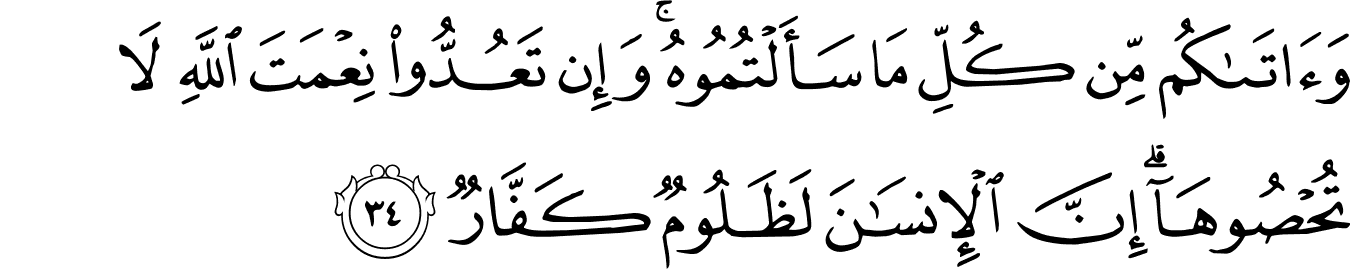 وَءَاتَىٰكُم مِّن كُلِّ مَا سَأَلْتُمُوهُ ۚ وَإِن تَعُدُّوا۟ نِعْمَتَ ٱللَّهِ لَا
تُحْصُوهَآ ۗ إِنَّ ٱلْإِنسَـٰنَ لَظَلُومٌ كَفَّارٌ ٣٤